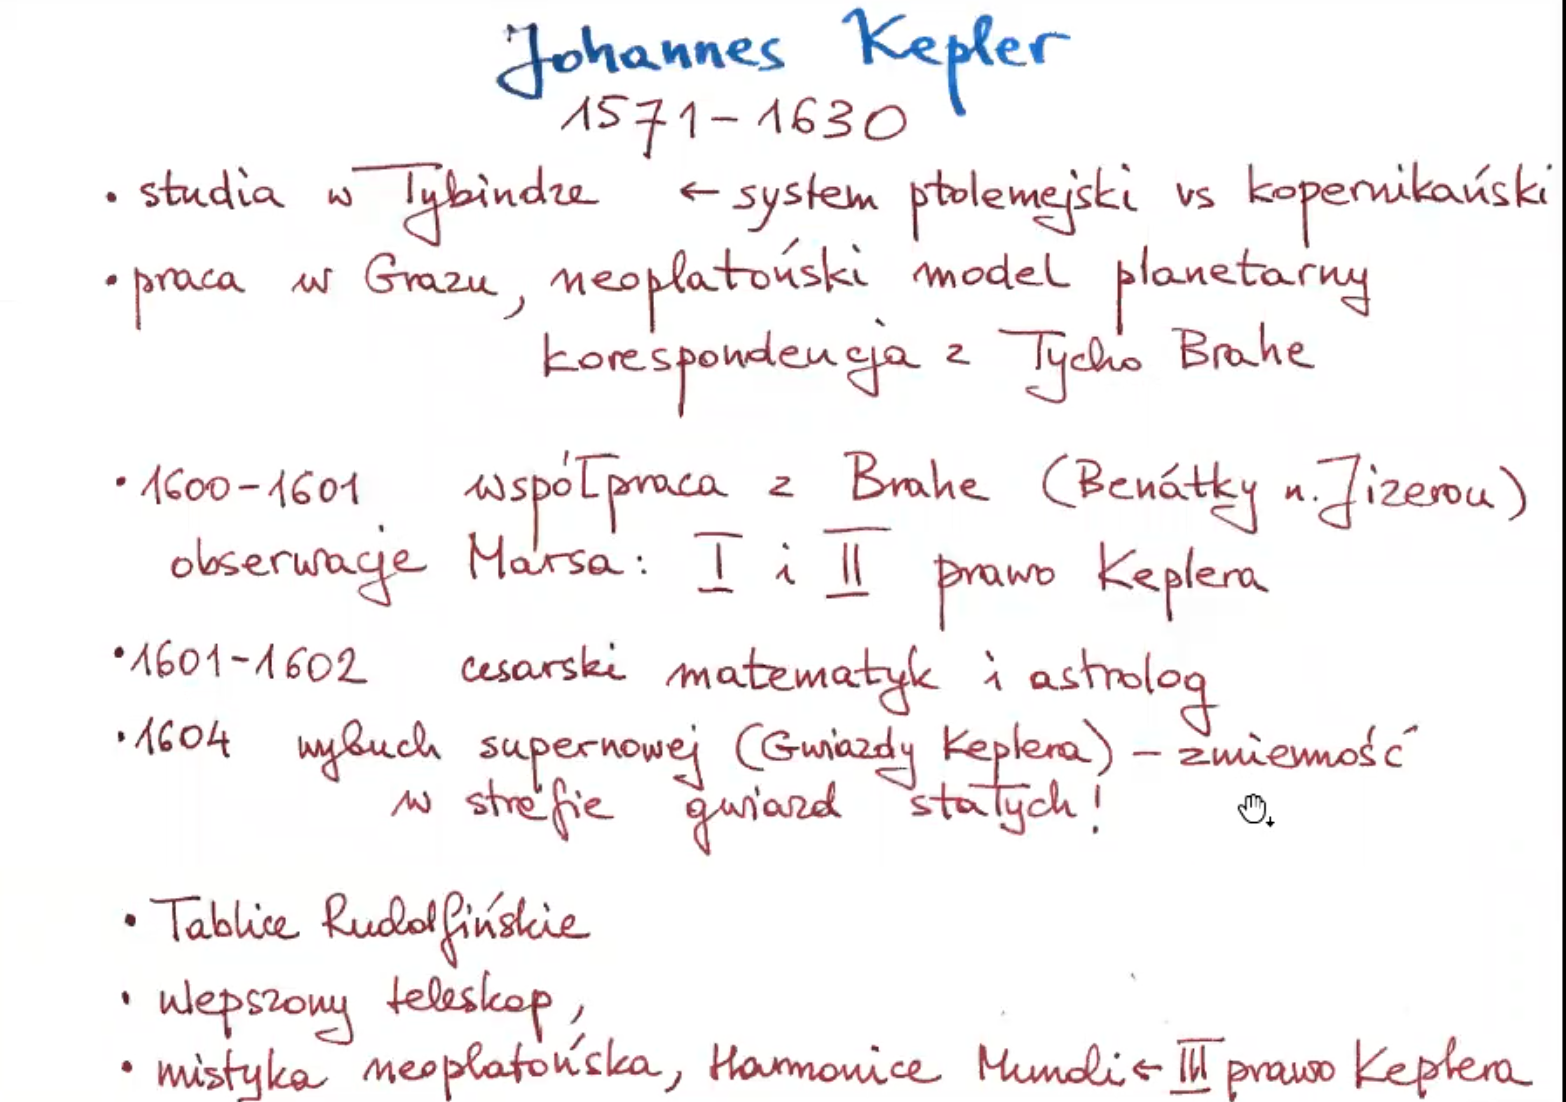 Johannes Kepler
1571-1630
• studia w Tybindze ← system ptolemejski vs kopernikański
• praca w Grazu, neoplatoński model planetarny
korespondencja z Tycho Brahe
• 1600-1601 współpraca z Brahe (Benátky n. Jizerou)
obserwacje Marsa: I i II prawo Keplera
• 1601-1602 cesarski matematyk i astrolog
• 1604 wybuch supernowej (Gwiazdy Keplera) – zmienność
w strefie gwiazd stałych!
• Tablice Rudolfińskie
• ulepszony teleskop,
• mistyka neoplatońska, Harmonice Mundi ← III prawo Keplera